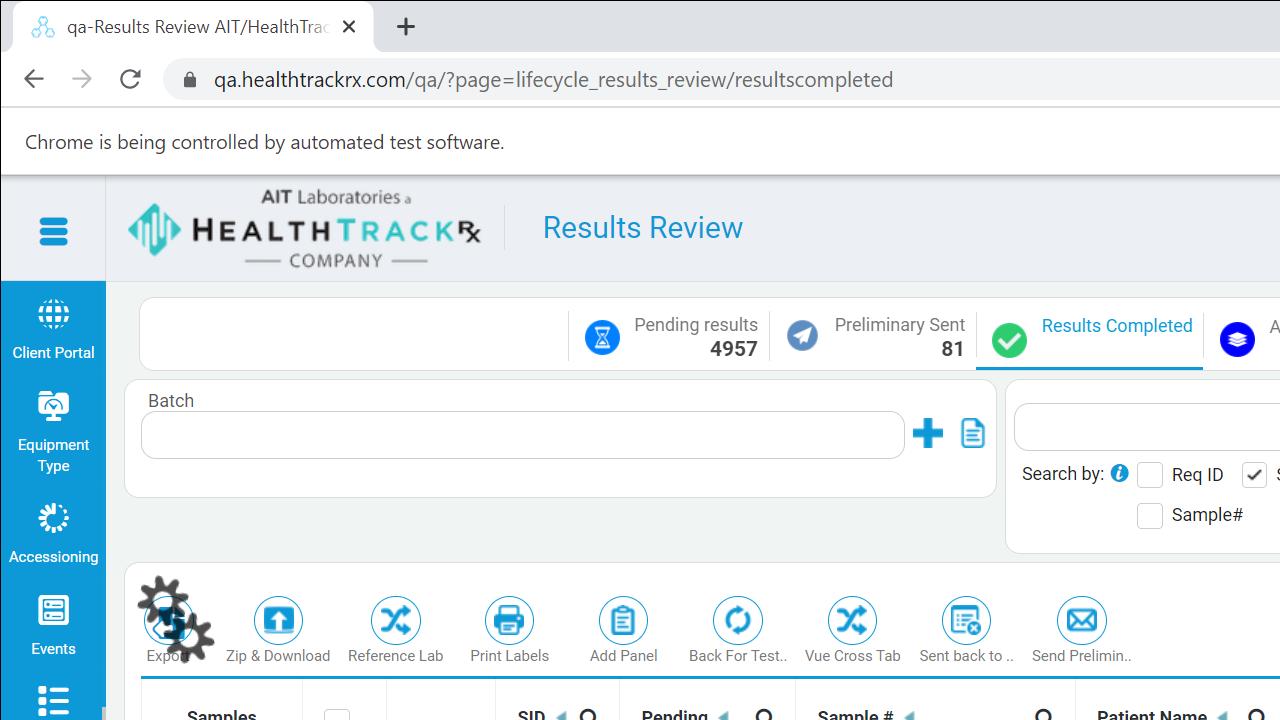 qa-Results Review AIT/HealthTrac
qa.healthtrackrx.com/qa/?page=lifecycle_results_review/resultscompleted
Chrome is being controlled by automated test software.
AIT Laboratories a
HEALTHTRACKRx
COMPANY
Results Review
Client Portal
Equipment
Type
Accessioning
Events
Pending results
4957
Preliminary Sent
81
Results Completed
A
Batch
Search by:
Req ID
S
Sample#
Export
Zip & Download
Reference Lab
Print Labels
Add Panel
Back For Test..
Vue Cross Tab
Sent back to ..
Send Prelimin..
Samples
SID
Pending
Sample #
Patient Name